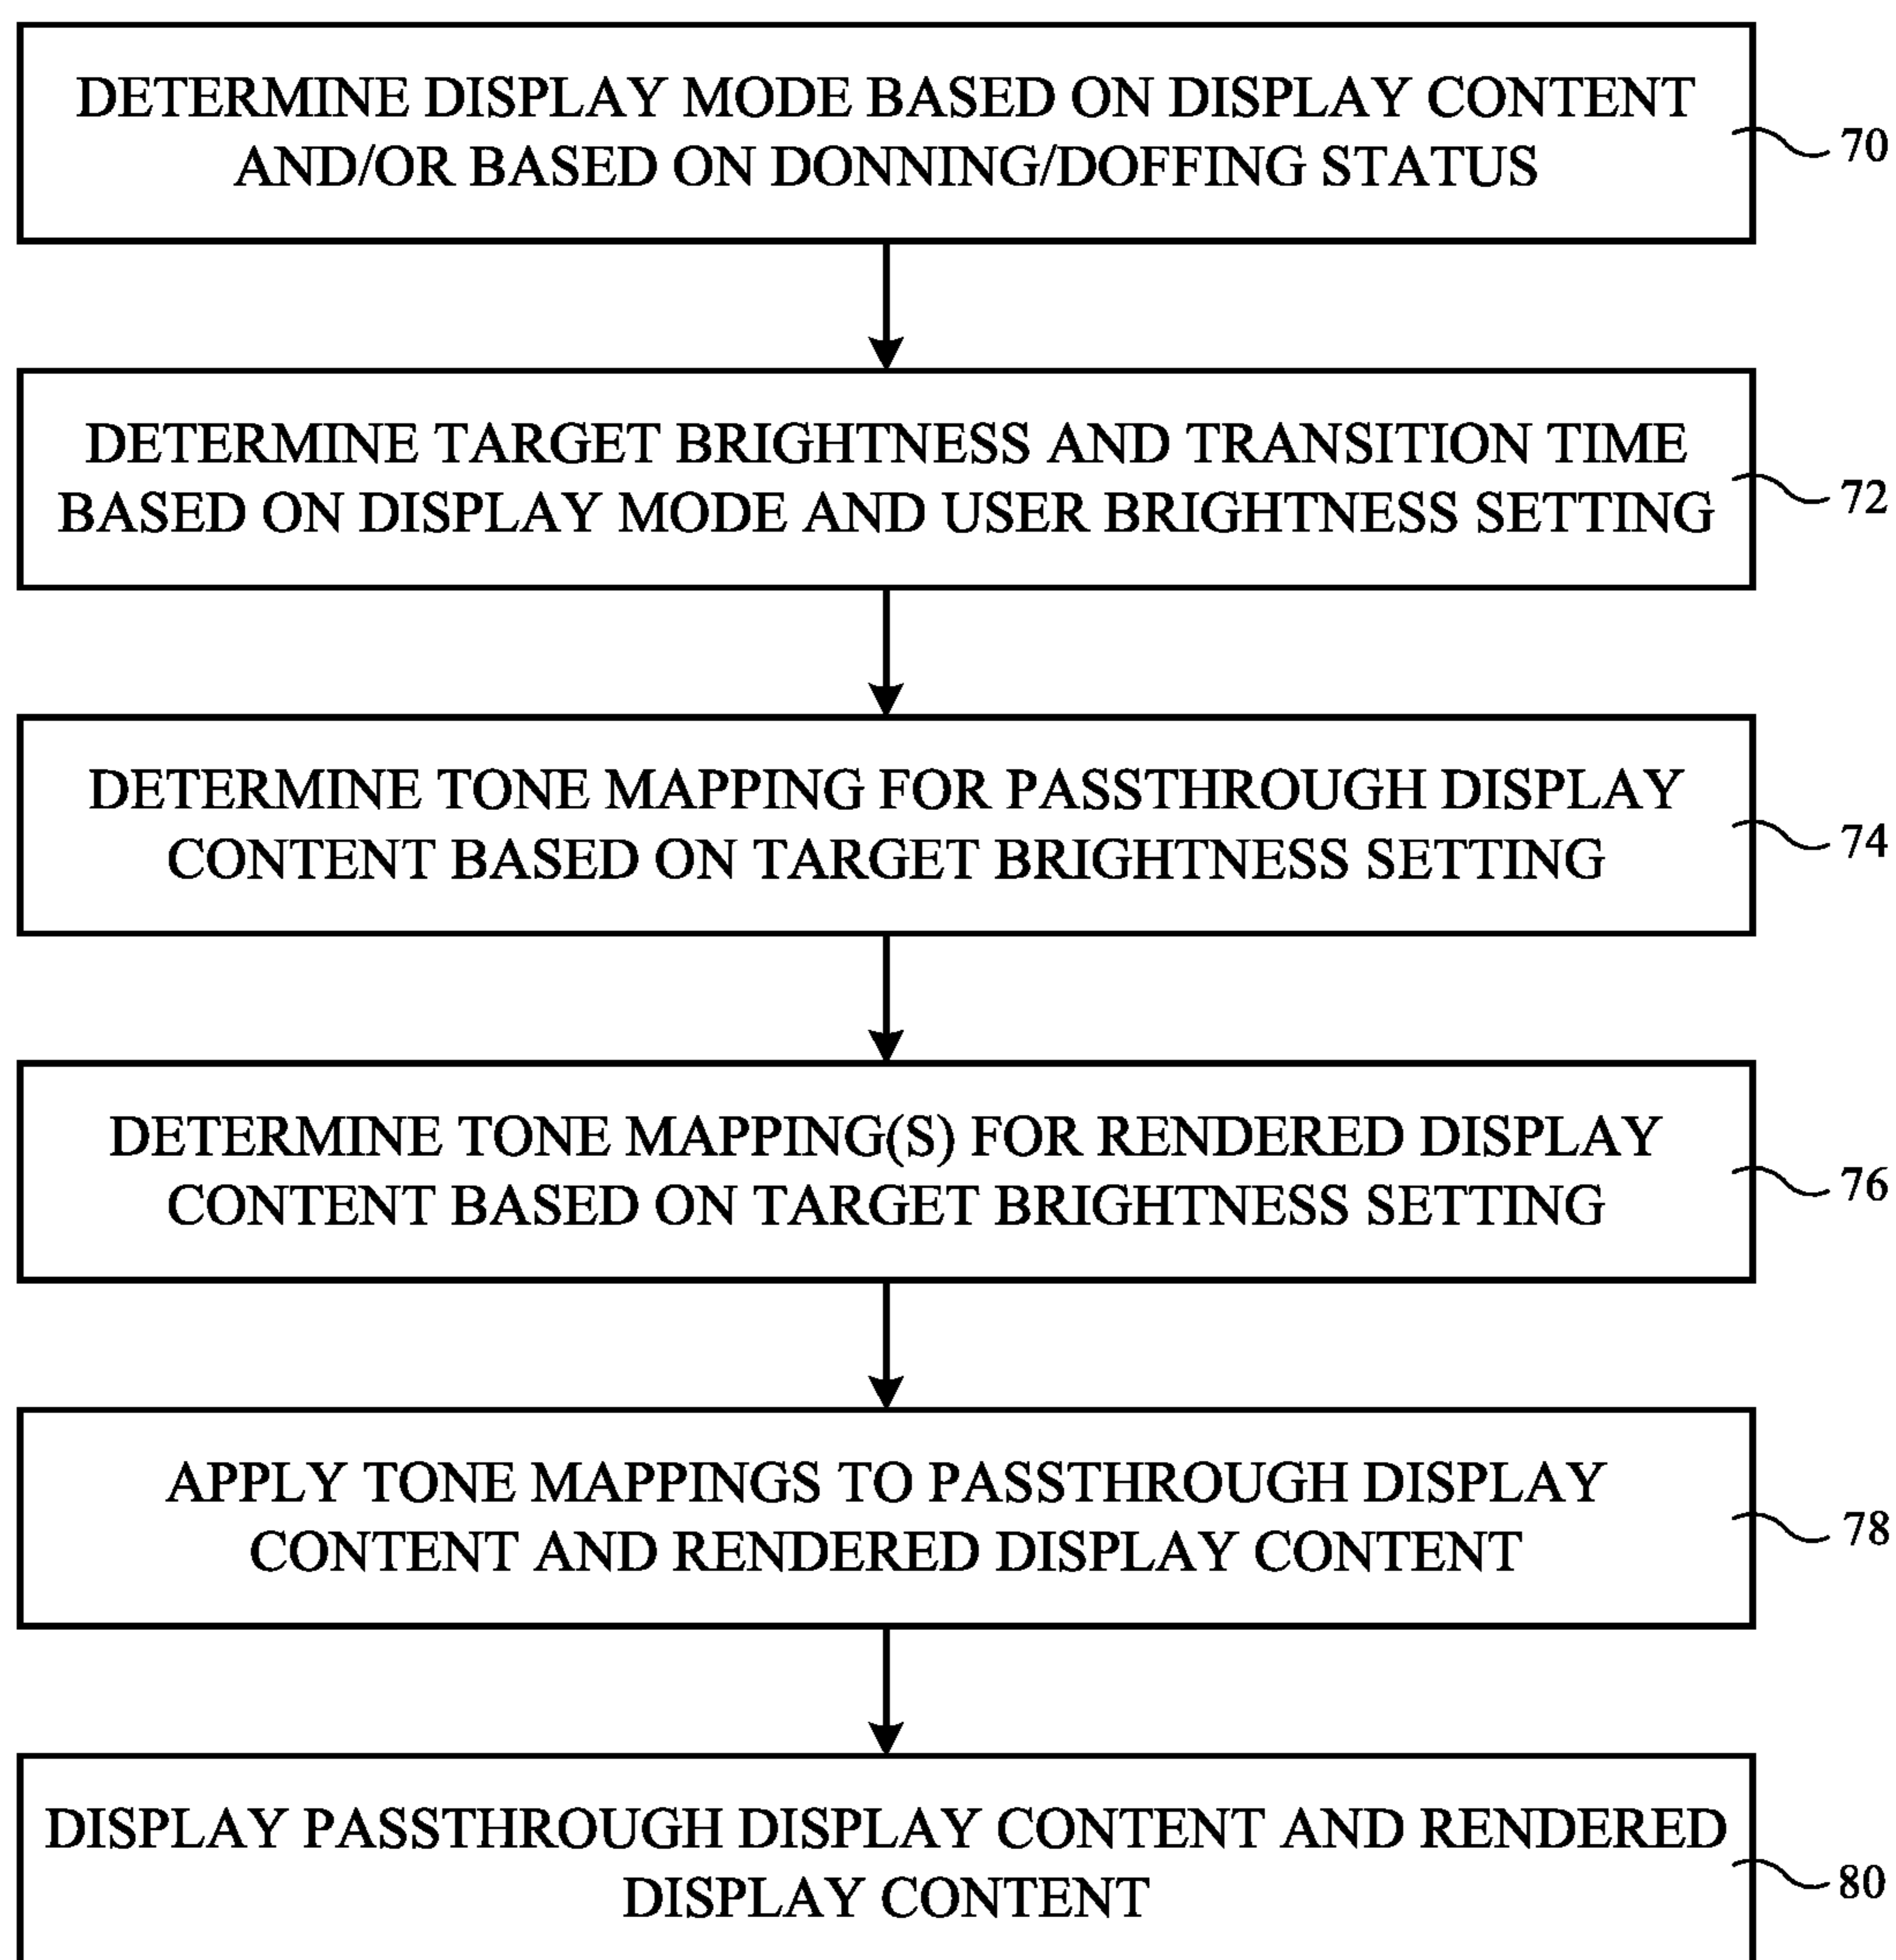 DETERMINE DISPLAY MODE BASED ON DISPLAY CONTENT
AND/OR BASED ON DONNING/DOFFING STATUS
70
DETERMINE TARGET BRIGHTNESS AND TRANSITION TIME
BASED ON DISPLAY MODE AND USER BRIGHTNESS SETTING
72
DETERMINE TONE MAPPING FOR PASSTHROUGH DISPLAY
CONTENT BASED ON TARGET BRIGHTNESS SETTING
74
DETERMINE TONE MAPPING(S) FOR RENDERED DISPLAY
CONTENT BASED ON TARGET BRIGHTNESS SETTING
76
APPLY TONE MAPPINGS TO PASSTHROUGH DISPLAY
CONTENT AND RENDERED DISPLAY CONTENT
78
DISPLAY PASSTHROUGH DISPLAY CONTENT AND RENDERED
DISPLAY CONTENT
80